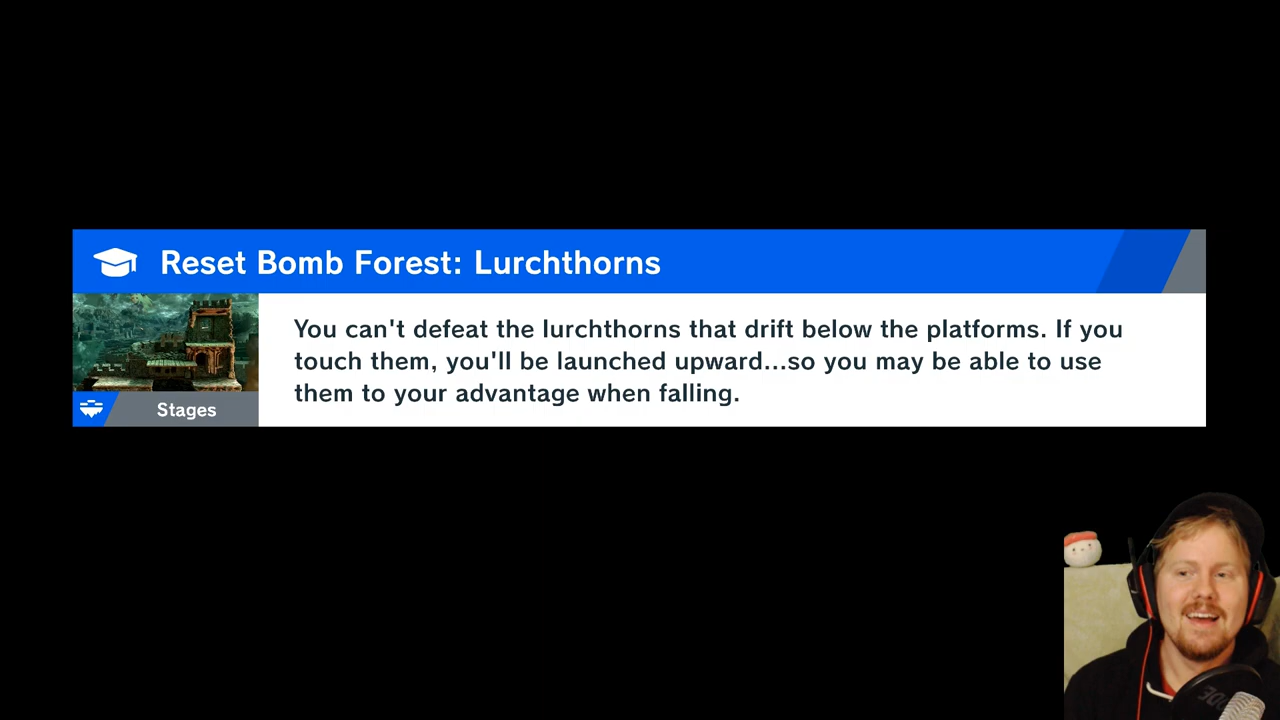 Reset Bomb Forest: Lurchthorns
You can't defeat the lurchthorns that drift below the platforms. If you
touch them, you'll be launched upward...so you may be able to use
them to your advantage when falling.
Stages